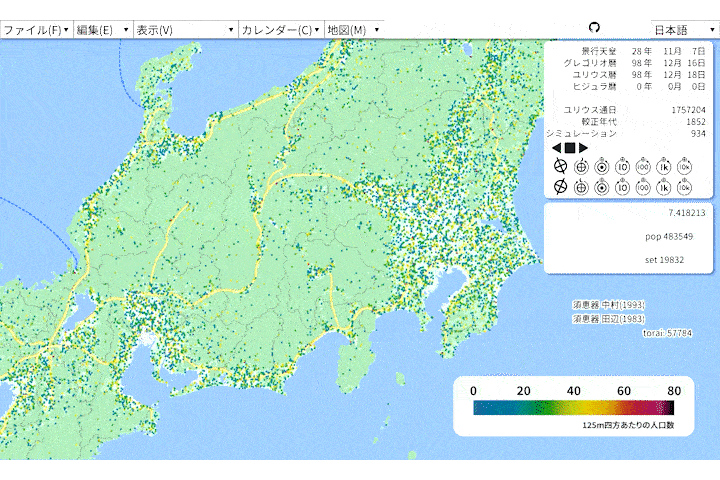 ファイル(F) ▼ 編集(E) ▼ 表示(V) ▼ カレンダー(C) ▼ 地図(M) ▼ 日本語 ▼
景行天皇 28 年 11月 7日
グレゴリオ暦 98 年 12月 16日
ユリウス暦 98 年 12月 18日
ヒジュラ暦 0 年 0月 0日
ユリウス通日 1757204
較正年代 1852
シミュレーション 934
10 100 1k 10k
10 100 1k 10k
7.418213
pop 483549
set 19832
須恵器 中村(1993)
須恵器 田辺(1983)
torai: 57784
0 20 40 60 80
125m四方あたりの人口数